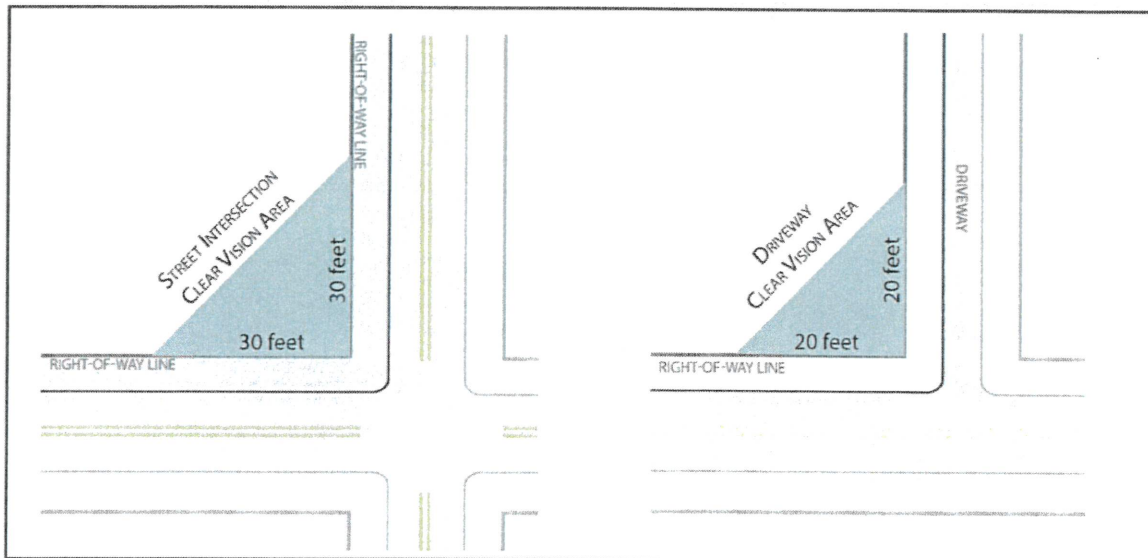 RIGHT-OF-WAY LINE
STREET INTERSECTION
CLEAR VISION AREA
30 feet
30 feet
RIGHT-OF-WAY LINE
DRIVEWAY
DRIVEWAY
CLEAR VISION AREA
20 feet
20 feet
RIGHT-OF-WAY LINE